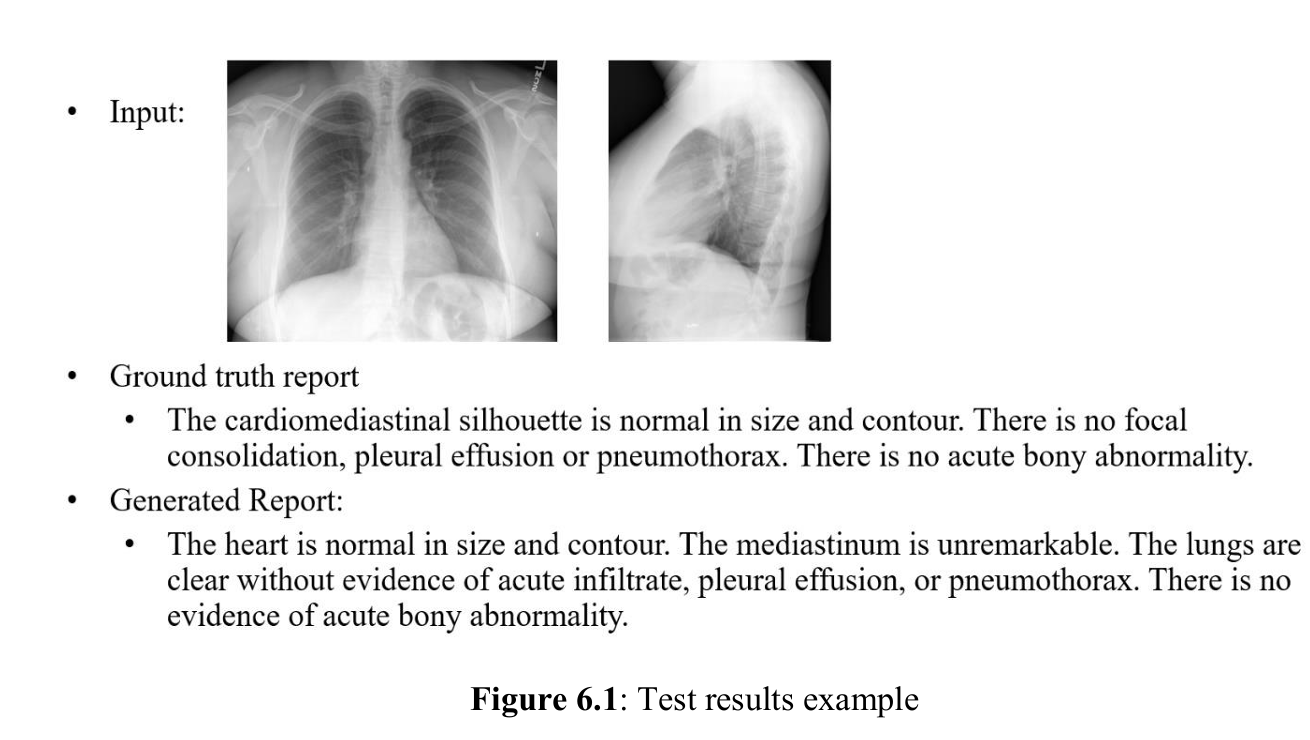 • Input:
• Ground truth report
• The cardiomediastinal silhouette is normal in size and contour. There is no focal
consolidation, pleural effusion or pneumothorax. There is no acute bony abnormality.
• Generated Report:
• The heart is normal in size and contour. The mediastinum is unremarkable. The lungs are
clear without evidence of acute infiltrate, pleural effusion, or pneumothorax. There is no
evidence of acute bony abnormality.
Figure 6.1: Test results example